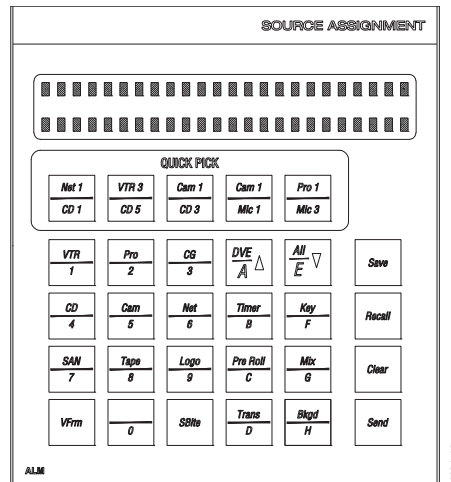 SOURCE ASSIGNMENT
QUICK PICK
Net 1 VTR 3 Cam 1 Cam 1 Pro 1
CD 1 CD 5 CD 3 Mic 1 Mic 3
VTR Pro CG DVE All Save
1 2 3 A E
CD Cam Net Timer Key Recall
4 5 6 B F
SAN Tape Logo Pre Roll Mix Clear
7 8 9 C G
VFrm SBite Trans Bkgd Send
0 D H
ALM